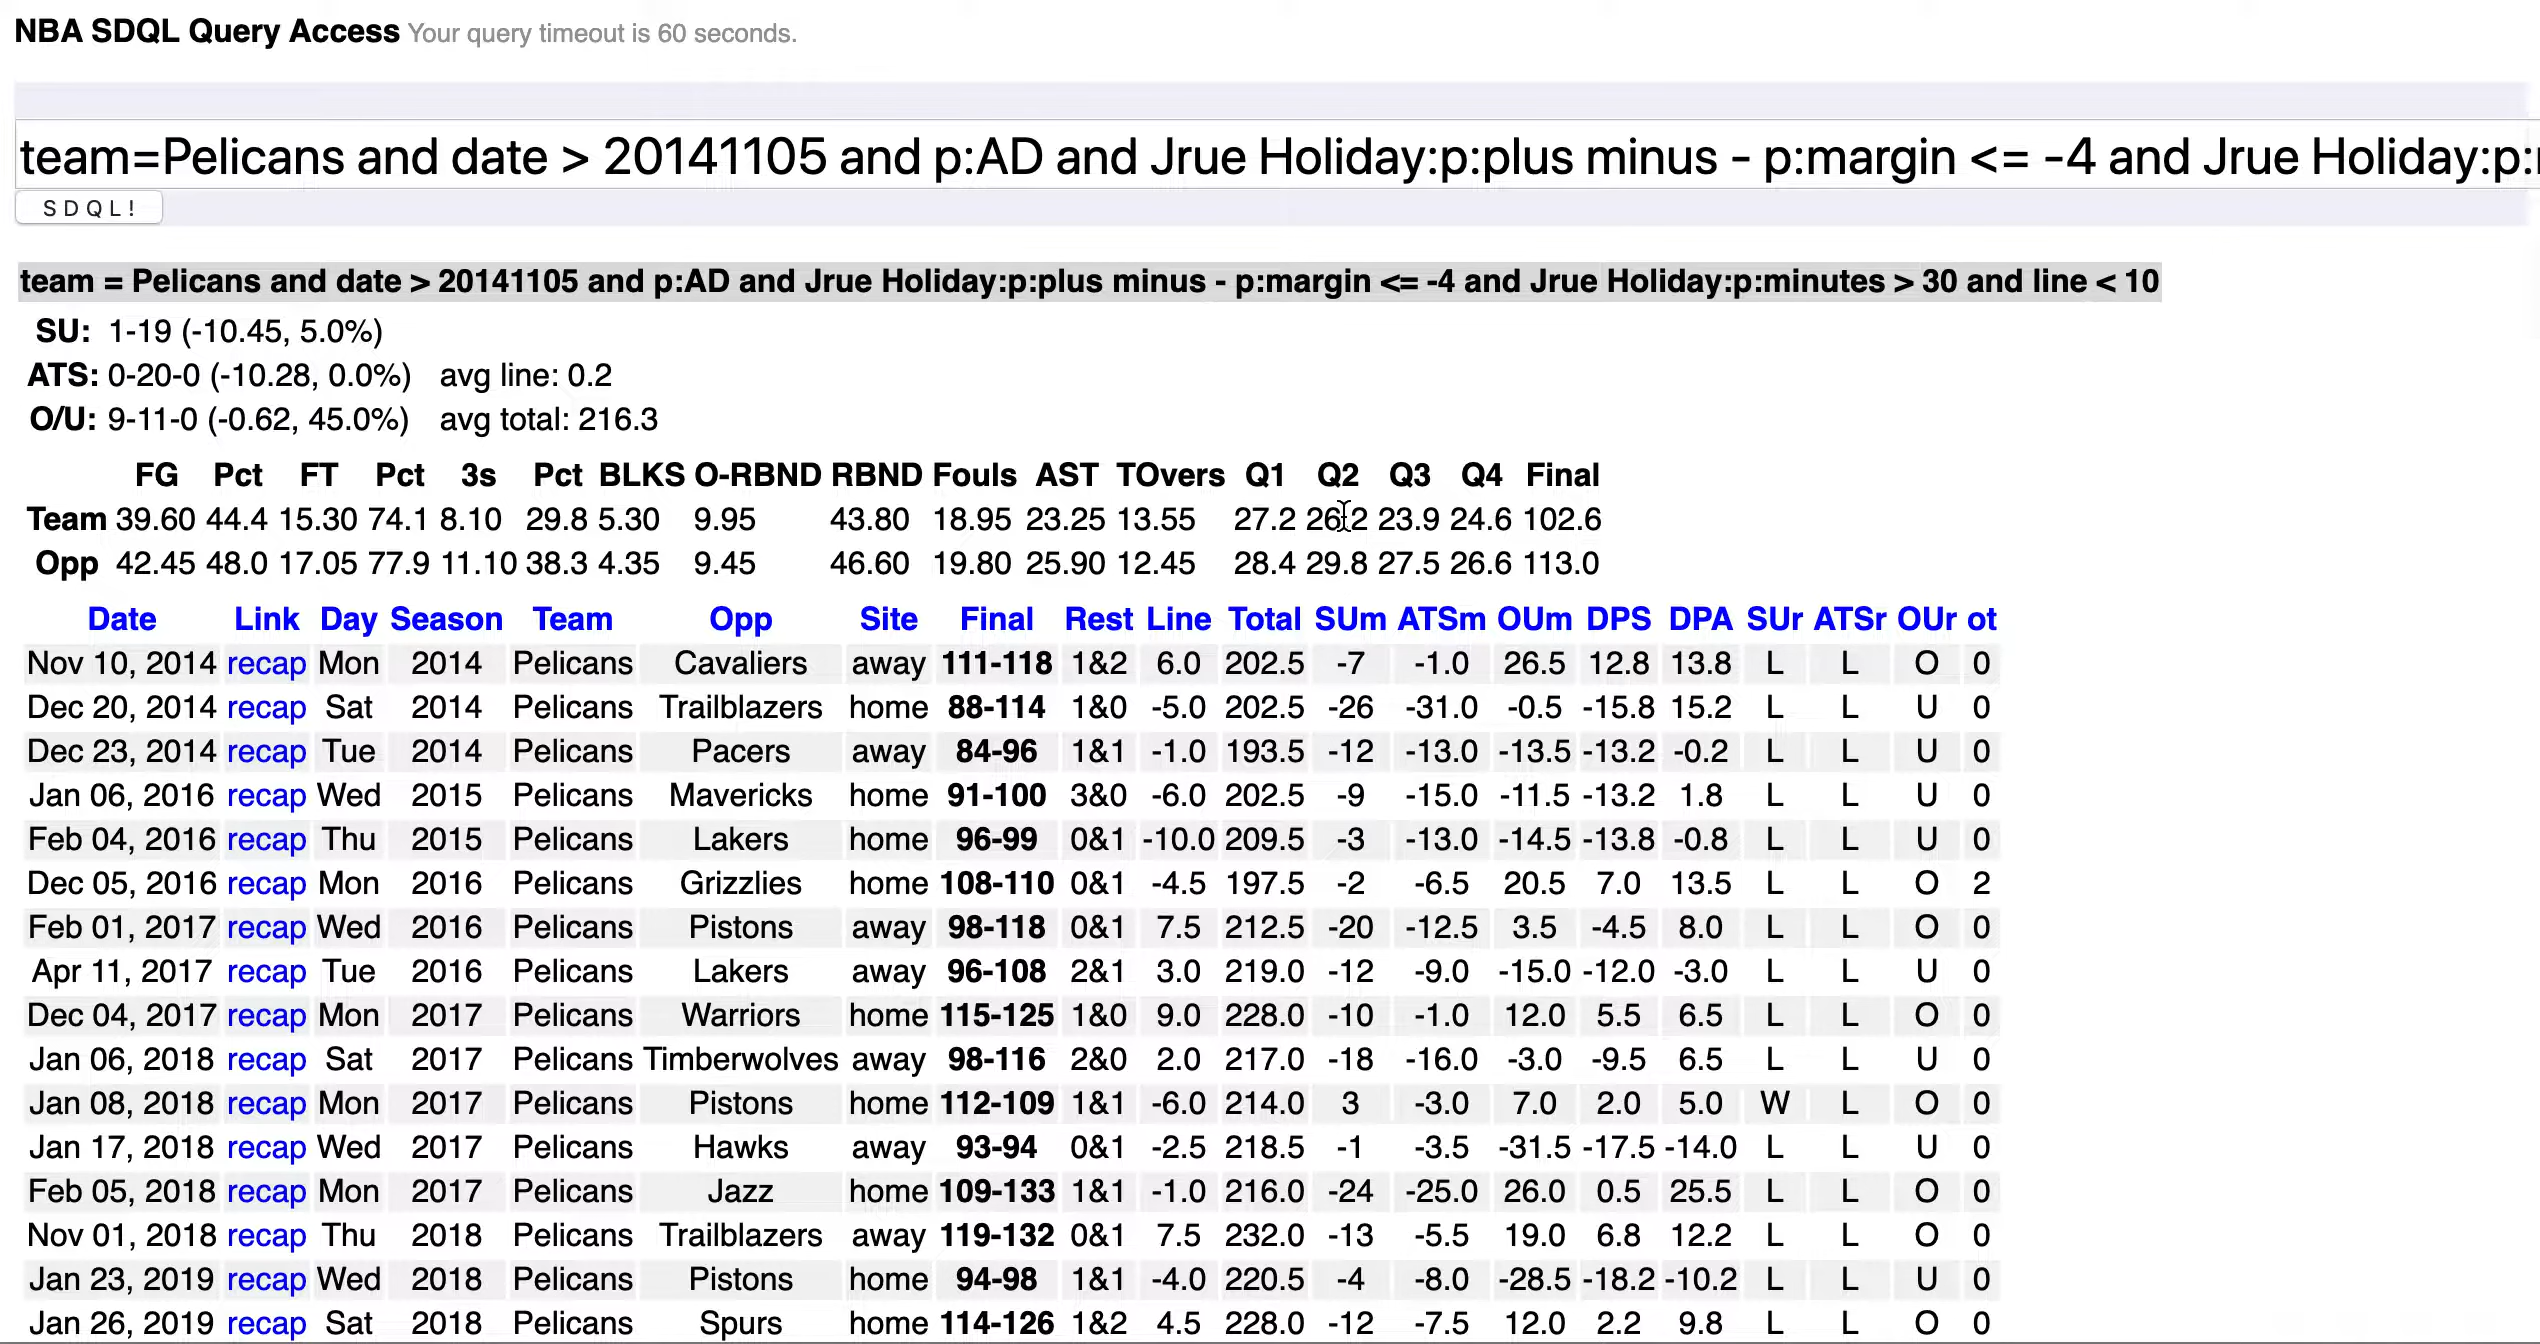 NBA SDQL Query Access Your query timeout is 60 seconds.
team=Pelicans and date > 20141105 and p:AD and Jrue Holiday:p:plus minus - p:margin <= -4 and Jrue Holiday:p:
S D Q L !
team = Pelicans and date > 20141105 and p:AD and Jrue Holiday:p:plus minus - p:margin <= -4 and Jrue Holiday:p:minutes > 30 and line < 10
SU: 1-19 (-10.45, 5.0%)
ATS: 0-20-0 (-10.28, 0.0%) avg line: 0.2
O/U: 9-11-0 (-0.62, 45.0%) avg total: 216.3
FG Pct FT Pct 3s Pct BLKS O-RBND RBND Fouls AST TOvers Q1 Q2 Q3 Q4 Final
Team 39.60 44.4 15.30 74.1 8.10 29.8 5.30 9.95 43.80 18.95 23.25 13.55 27.2 26.2 23.9 24.6 102.6
Opp 42.45 48.0 17.05 77.9 11.10 38.3 4.35 9.45 46.60 19.80 25.90 12.45 28.4 29.8 27.5 26.6 113.0
Date Link Day Season Team Opp Site Final Rest Line Total SUm ATSm OUm DPS DPA SUr ATSr OUr ot
Nov 10, 2014 recap Mon 2014 Pelicans Cavaliers away 111-118 1&2 6.0 202.5 -7 -1.0 26.5 12.8 13.8 L L O 0
Dec 20, 2014 recap Sat 2014 Pelicans Trailblazers home 88-114 1&0 -5.0 202.5 -26 -31.0 -0.5 -15.8 15.2 L L U 0
Dec 23, 2014 recap Tue 2014 Pelicans Pacers away 84-96 1&1 -1.0 193.5 -12 -13.0 -13.5 -13.2 -0.2 L L U 0
Jan 06, 2016 recap Wed 2015 Pelicans Mavericks home 91-100 3&0 -6.0 202.5 -9 -15.0 -11.5 -13.2 1.8 L L U 0
Feb 04, 2016 recap Thu 2015 Pelicans Lakers home 96-99 0&1 -10.0 209.5 -3 -13.0 -14.5 -13.8 -0.8 L L U 0
Dec 05, 2016 recap Mon 2016 Pelicans Grizzlies home 108-110 0&1 -4.5 197.5 -2 -6.5 20.5 7.0 13.5 L L O 2
Feb 01, 2017 recap Wed 2016 Pelicans Pistons away 98-118 0&1 7.5 212.5 -20 -12.5 3.5 -4.5 8.0 L L O 0
Apr 11, 2017 recap Tue 2016 Pelicans Lakers away 96-108 2&1 3.0 219.0 -12 -9.0 -15.0 -12.0 -3.0 L L U 0
Dec 04, 2017 recap Mon 2017 Pelicans Warriors home 115-125 1&0 9.0 228.0 -10 -1.0 12.0 5.5 6.5 L L O 0
Jan 06, 2018 recap Sat 2017 Pelicans Timberwolves away 98-116 2&0 2.0 217.0 -18 -16.0 -3.0 -9.5 6.5 L L U 0
Jan 08, 2018 recap Mon 2017 Pelicans Pistons home 112-109 1&1 -6.0 214.0 3 -3.0 7.0 2.0 5.0 W L O 0
Jan 17, 2018 recap Wed 2017 Pelicans Hawks away 93-94 0&1 -2.5 218.5 -1 -3.5 -31.5 -17.5 -14.0 L L U 0
Feb 05, 2018 recap Mon 2017 Pelicans Jazz home 109-133 1&1 -1.0 216.0 -24 -25.0 26.0 0.5 25.5 L L O 0
Nov 01, 2018 recap Thu 2018 Pelicans Trailblazers away 119-132 0&1 7.5 232.0 -13 -5.5 19.0 6.8 12.2 L L O 0
Jan 23, 2019 recap Wed 2018 Pelicans Pistons home 94-98 1&1 -4.0 220.5 -4 -8.0 -28.5 -18.2 -10.2 L L U 0
Jan 26, 2019 recap Sat 2018 Pelicans Spurs home 114-126 1&2 4.5 228.0 -12 -7.5 12.0 2.2 9.8 L L O 0